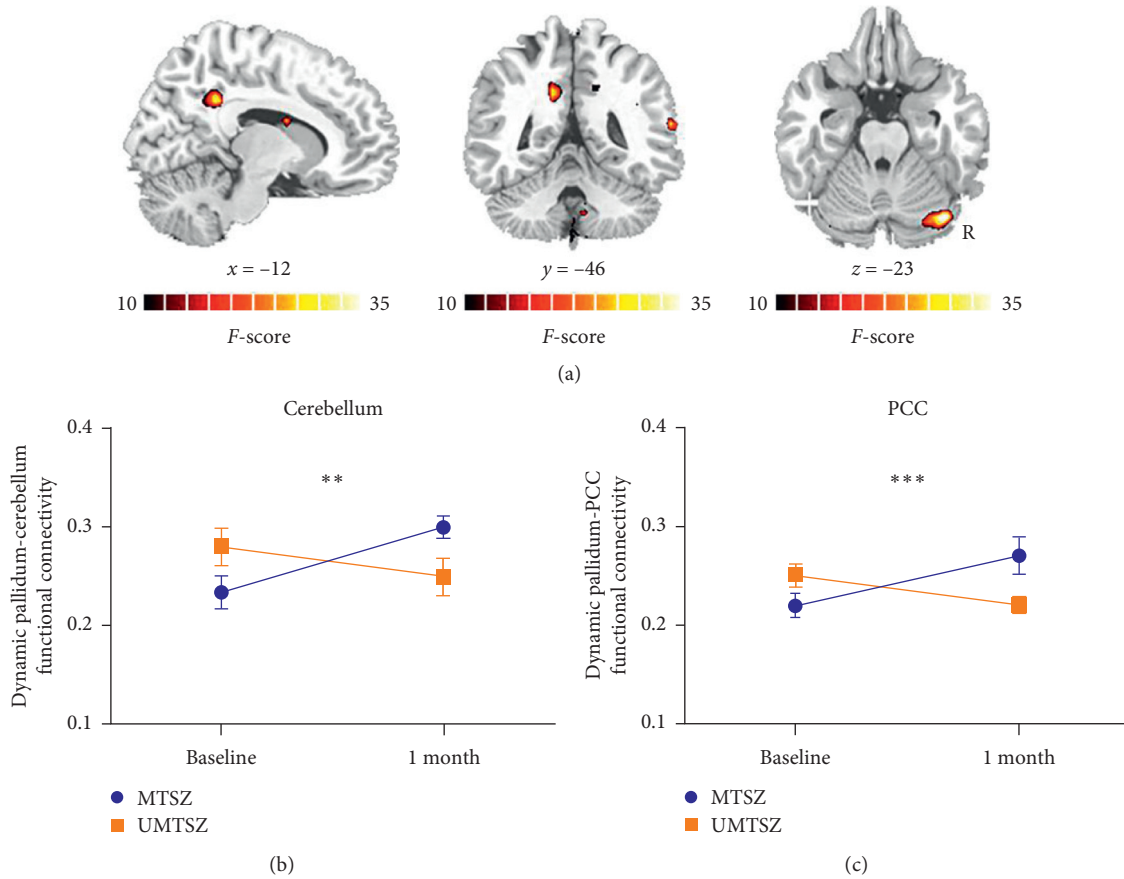 R
x = –12
y = –46
z = –23
10 35
10 35
10 35
F-score
F-score
F-score
(a)
Cerebellum
Dynamic pallidum-cerebellum
functional connectivity
0.4
0.3
0.2
0.1
**
Baseline
1 month
MTSZ
UMTSZ
(b)
PCC
Dynamic pallidum-PCC
functional connectivity
0.4
0.3
0.2
0.1
***
Baseline
1 month
MTSZ
UMTSZ
(c)